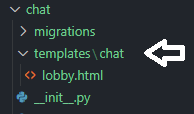 chat
migrations
templates\chat
lobby.html
__init__.py